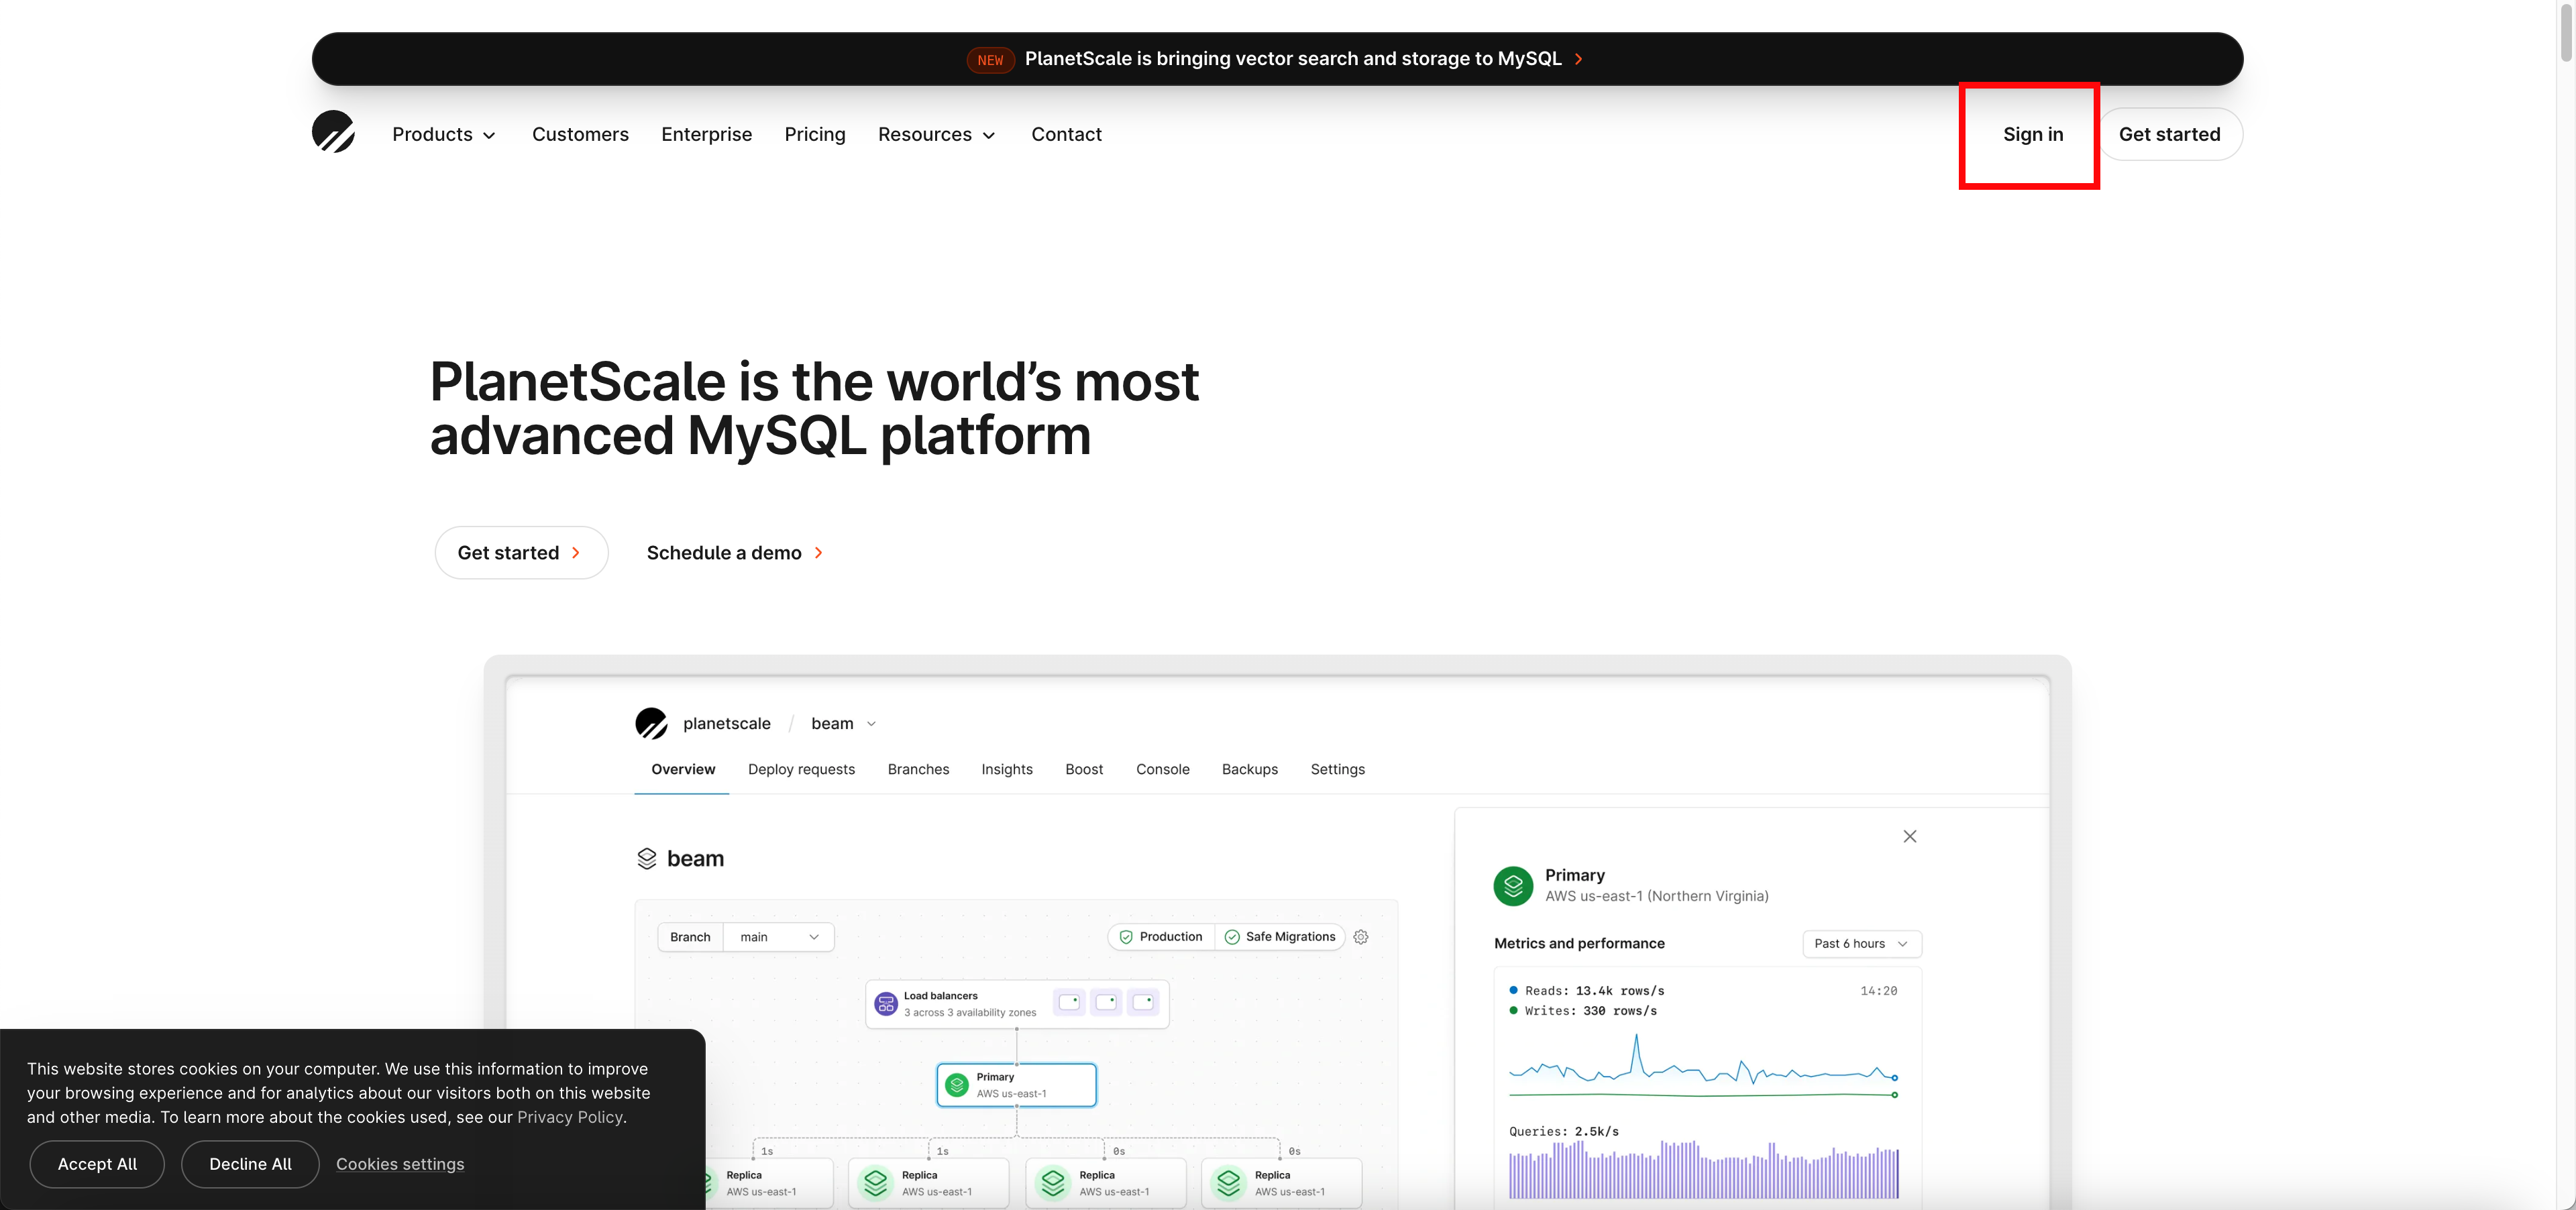 NEW PlanetScale is bringing vector search and storage to MySQL
Products Customers Enterprise Pricing Resources Contact Sign in Get started
PlanetScale is the world’s most
advanced MySQL platform
Get started Schedule a demo
planetscale / beam
Overview Deploy requests Branches Insights Boost Console Backups Settings
beam
Branch main Production Safe Migrations
Load balancers
3 across 3 availability zones
Primary
AWS us-east-1
1s 1s 0s 0s
Replica Replica Replica Replica
AWS us-east-1 AWS us-east-1 AWS us-east-1 AWS us-east-1
Primary
AWS us-east-1 (Northern Virginia)
Metrics and performance Past 6 hours
Reads: 13.4k rows/s 14:20
Writes: 330 rows/s
Queries: 2.5k/s
This website stores cookies on your computer. We use this information to improve
your browsing experience and for analytics about our visitors both on this website
and other media. To learn more about the cookies used, see our Privacy Policy.
Accept All Decline All Cookies settings